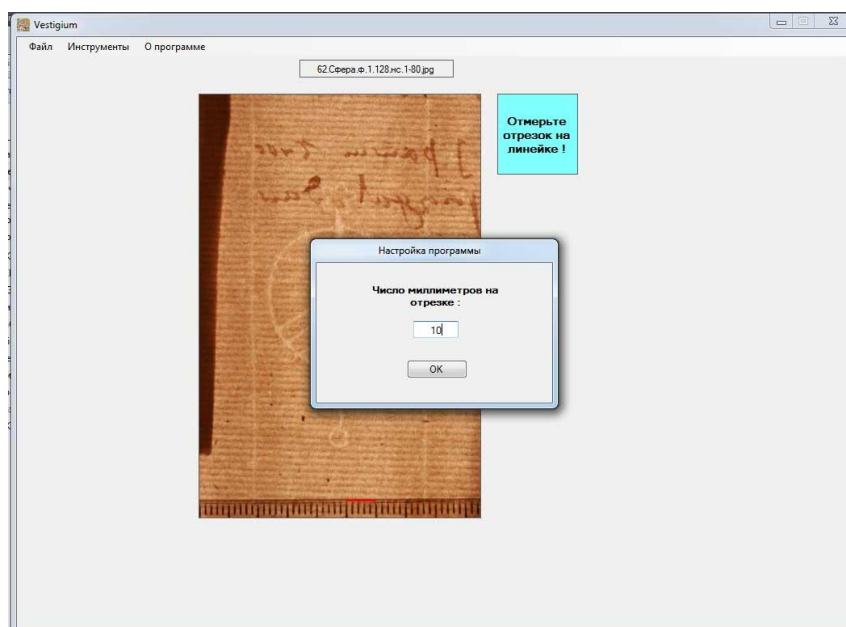 Vestigium
Файл Инструменты О программе
62.Сфера.ф.1.128.нс.1-80.jpg
Отмерьте
отрезок на
линейке !
Настройка программы
Число миллиметров на
отрезке :
10
OK